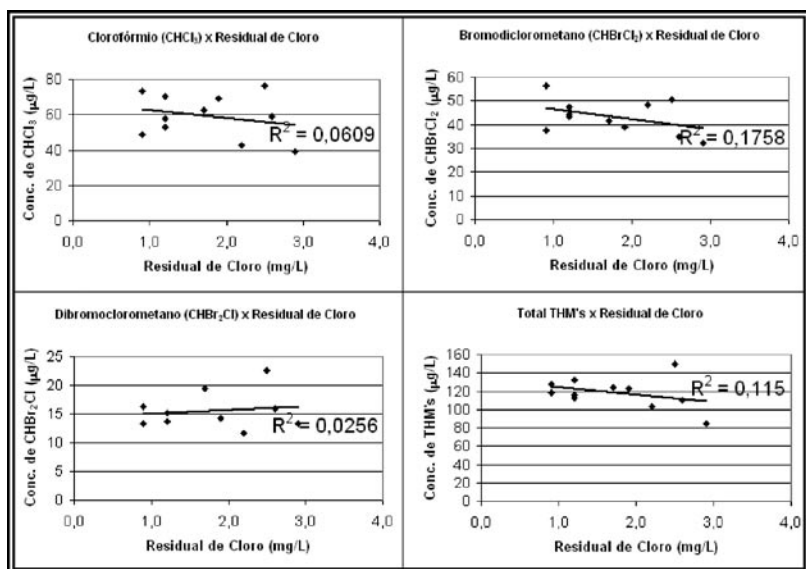 Clorofórmio (CHCl₃) x Residual de Cloro
Conc. de CHCl₃ (µg/L)
80
60
40
20
0
R² = 0,0609
0,0 1,0 2,0 3,0 4,0
Residual de Cloro (mg/L)
Bromodiclorometano (CHBrCl₂) x Residual de Cloro
Conc. de CHBrCl₂ (µg/L)
60
50
40
30
20
10
0
R² = 0,1758
0,0 1,0 2,0 3,0 4,0
Residual de Cloro (mg/L)
Dibromoclorometano (CHBr₂Cl) x Residual de Cloro
Conc. de CHBr₂Cl (µg/L)
25
20
15
10
5
0
R² = 0,0256
0,0 1,0 2,0 3,0 4,0
Residual de Cloro (mg/L)
Total THM's x Residual de Cloro
Conc. de THM's (µg/L)
160
140
120
100
80
60
40
20
0
R² = 0,115
0,0 1,0 2,0 3,0 4,0
Residual de Cloro (mg/L)